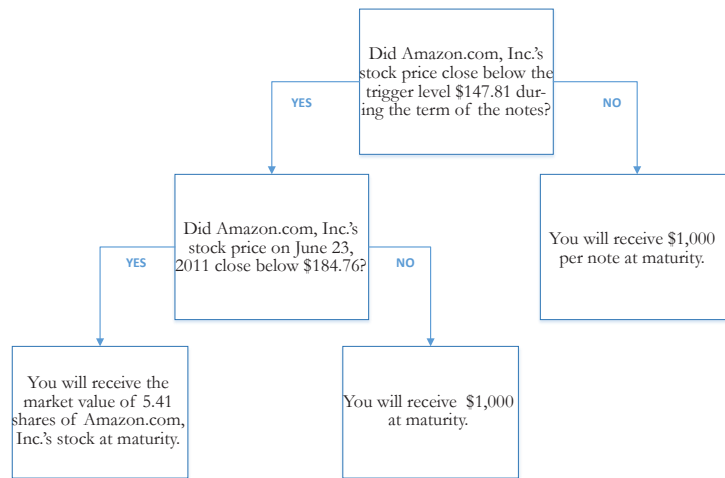 Did Amazon.com, Inc.'s
stock price close below the
trigger level $147.81 dur-
ing the term of the notes?
YES
NO
Did Amazon.com, Inc.'s
stock price on June 23,
2011 close below $184.76?
You will receive $1,000
per note at maturity.
YES
NO
You will receive the
market value of 5.41
shares of Amazon.com,
Inc.'s stock at maturity.
You will receive $1,000
at maturity.